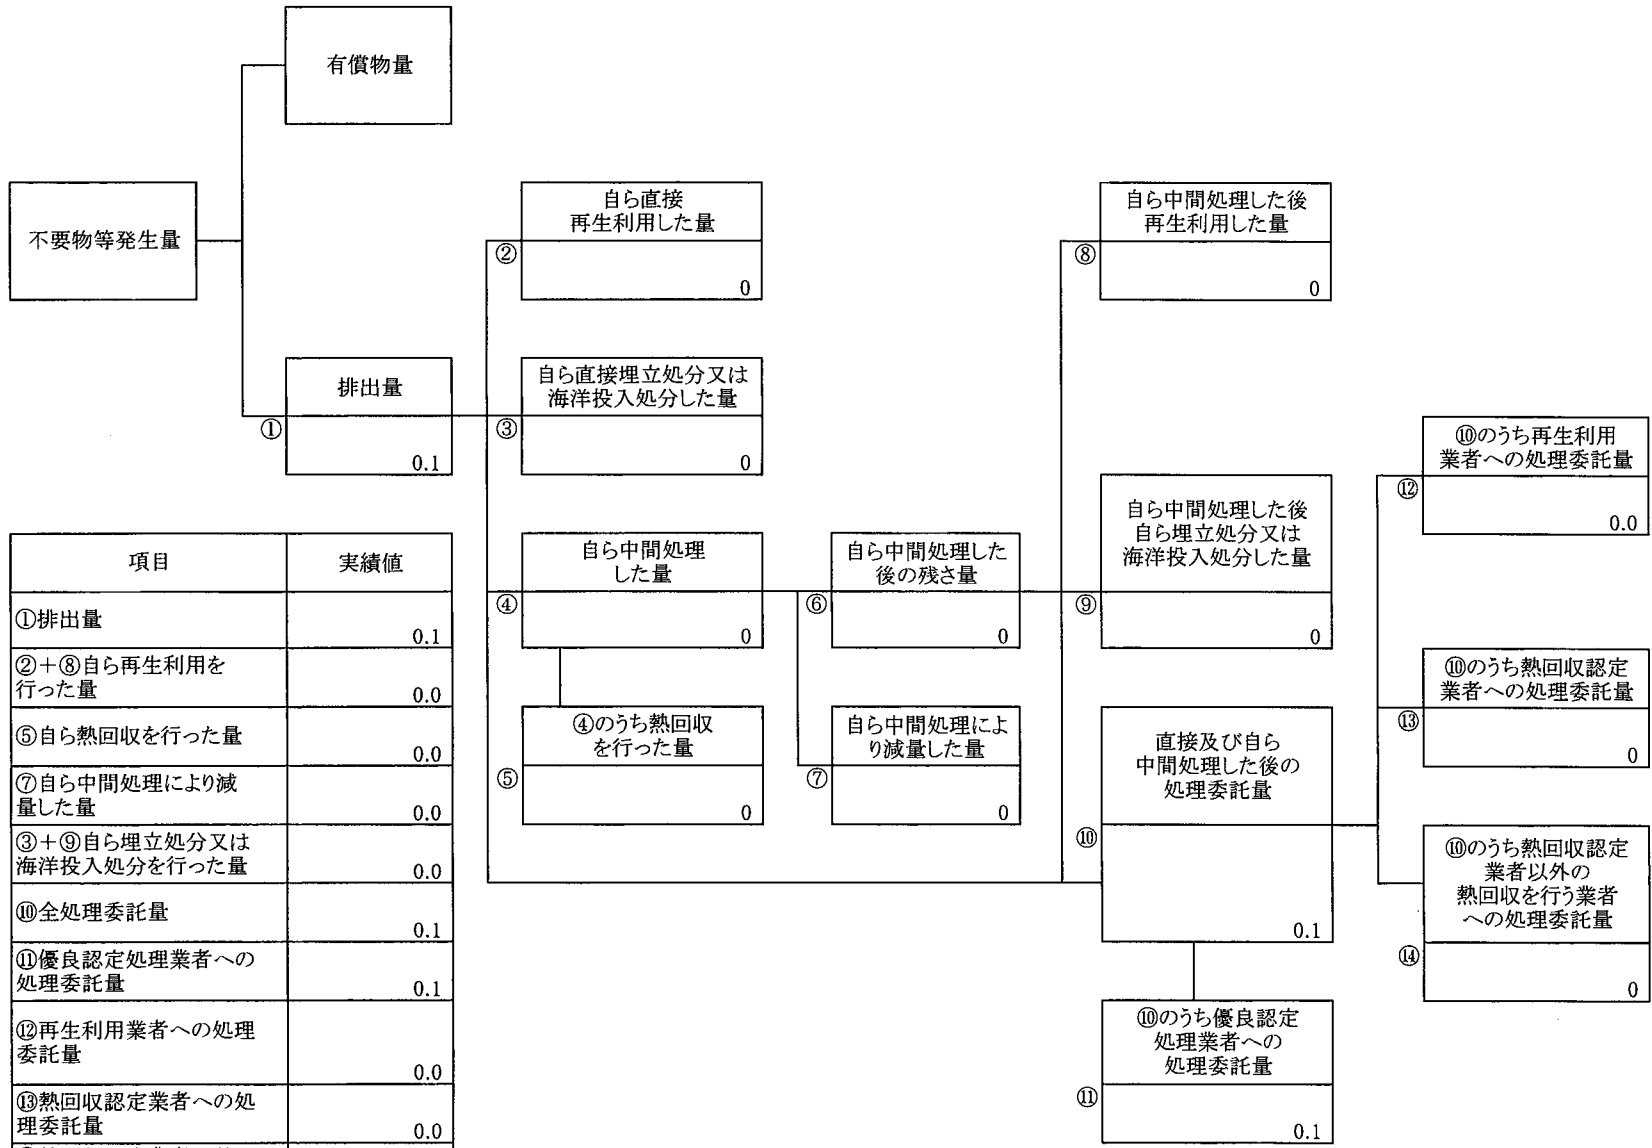 有償物量
不要物等発生量
自ら直接
再生利用した量
②
0
自ら中間処理した後
再生利用した量
⑧
0
排出量
①
0.1
自ら直接埋立処分又は
海洋投入処分した量
③
0
⑩のうち再生利用
業者への処理委託量
⑫
0.0
自ら中間処理
した量
④
0
自ら中間処理した
後の残さ量
⑥
0
自ら中間処理した後
自ら埋立処分又は
海洋投入処分した量
⑨
0
⑩のうち熱回収認定
業者への処理委託量
⑬
0
④のうち熱回収
を行った量
⑤
0
自ら中間処理によ
り減量した量
⑦
0
直接及び自ら
中間処理した後の
処理委託量
⑩
0.1
⑩のうち熱回収認定
業者以外の
熱回収を行う業者
への処理委託量
⑭
0
⑩のうち優良認定
処理業者への
処理委託量
⑪
0.1
項目 実績値
①排出量
0.1
②+⑧自ら再生利用を
行った量 0.0
⑤自ら熱回収を行った量
0.0
⑦自ら中間処理により減
量した量 0.0
③+⑨自ら埋立処分又は
海洋投入処分を行った量 0.0
⑩全処理委託量
0.1
⑪優良認定処理業者への
処理委託量 0.1
⑫再生利用業者への処理
委託量
0.0
⑬熱回収認定業者への処
理委託量 0.0